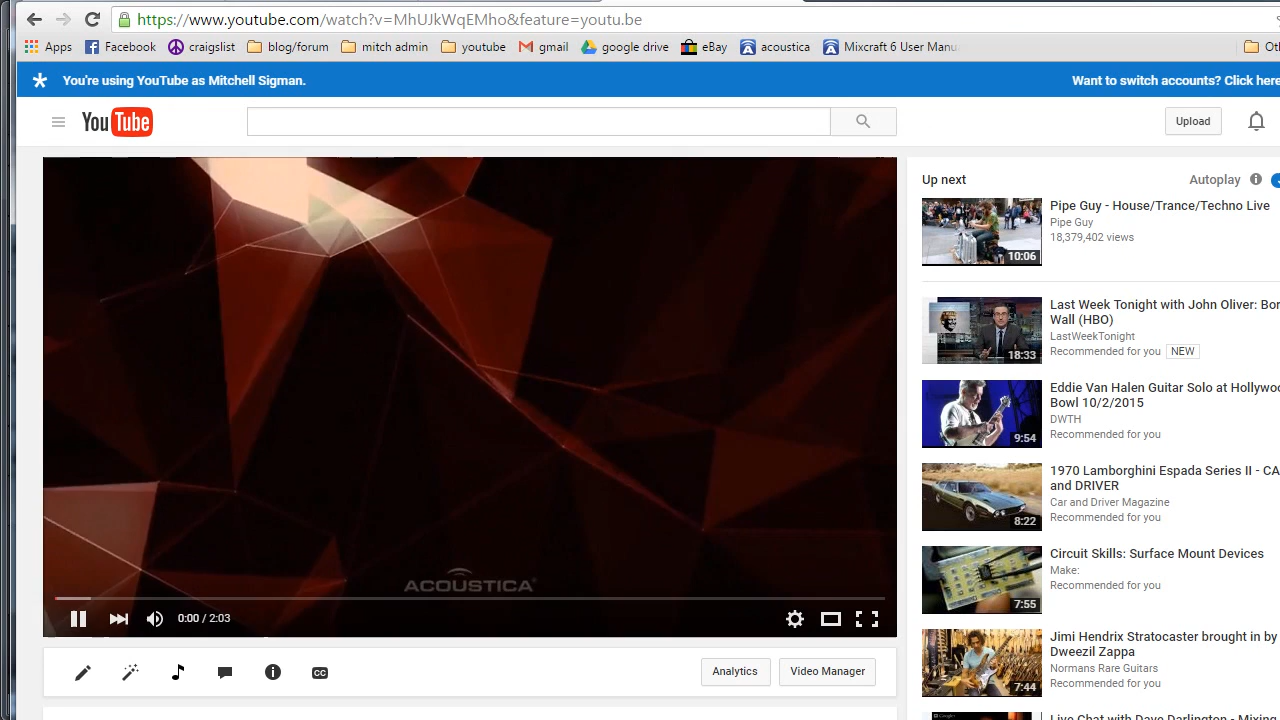 https://www.youtube.com/watch?v=MhUJkWqEMho&feature=youtu.be
Apps Facebook craigslist blog/forum mitch admin youtube gmail google drive eBay acoustica Mixcraft 6 User Manu
You're using YouTube as Mitchell Sigman. Want to switch accounts? Click here
YouTube Upload
Up next Autoplay
Pipe Guy - House/Trance/Techno Live
Pipe Guy
18,379,402 views
10:06
Last Week Tonight with John Oliver: Bor
Wall (HBO)
LastWeekTonight
Recommended for you NEW
18:33
Eddie Van Halen Guitar Solo at Hollywoo
Bowl 10/2/2015
DWTH
Recommended for you
9:54
1970 Lamborghini Espada Series II - CA
and DRIVER
Car and Driver Magazine
Recommended for you
8:22
Circuit Skills: Surface Mount Devices
Make:
Recommended for you
7:55
Jimi Hendrix Stratocaster brought in by
Dweezil Zappa
Normans Rare Guitars
Recommended for you
7:44
Live Chat with Dave Darlington - Mixing
ACOUSTICA
0:00 / 2:03
CC Analytics Video Manager